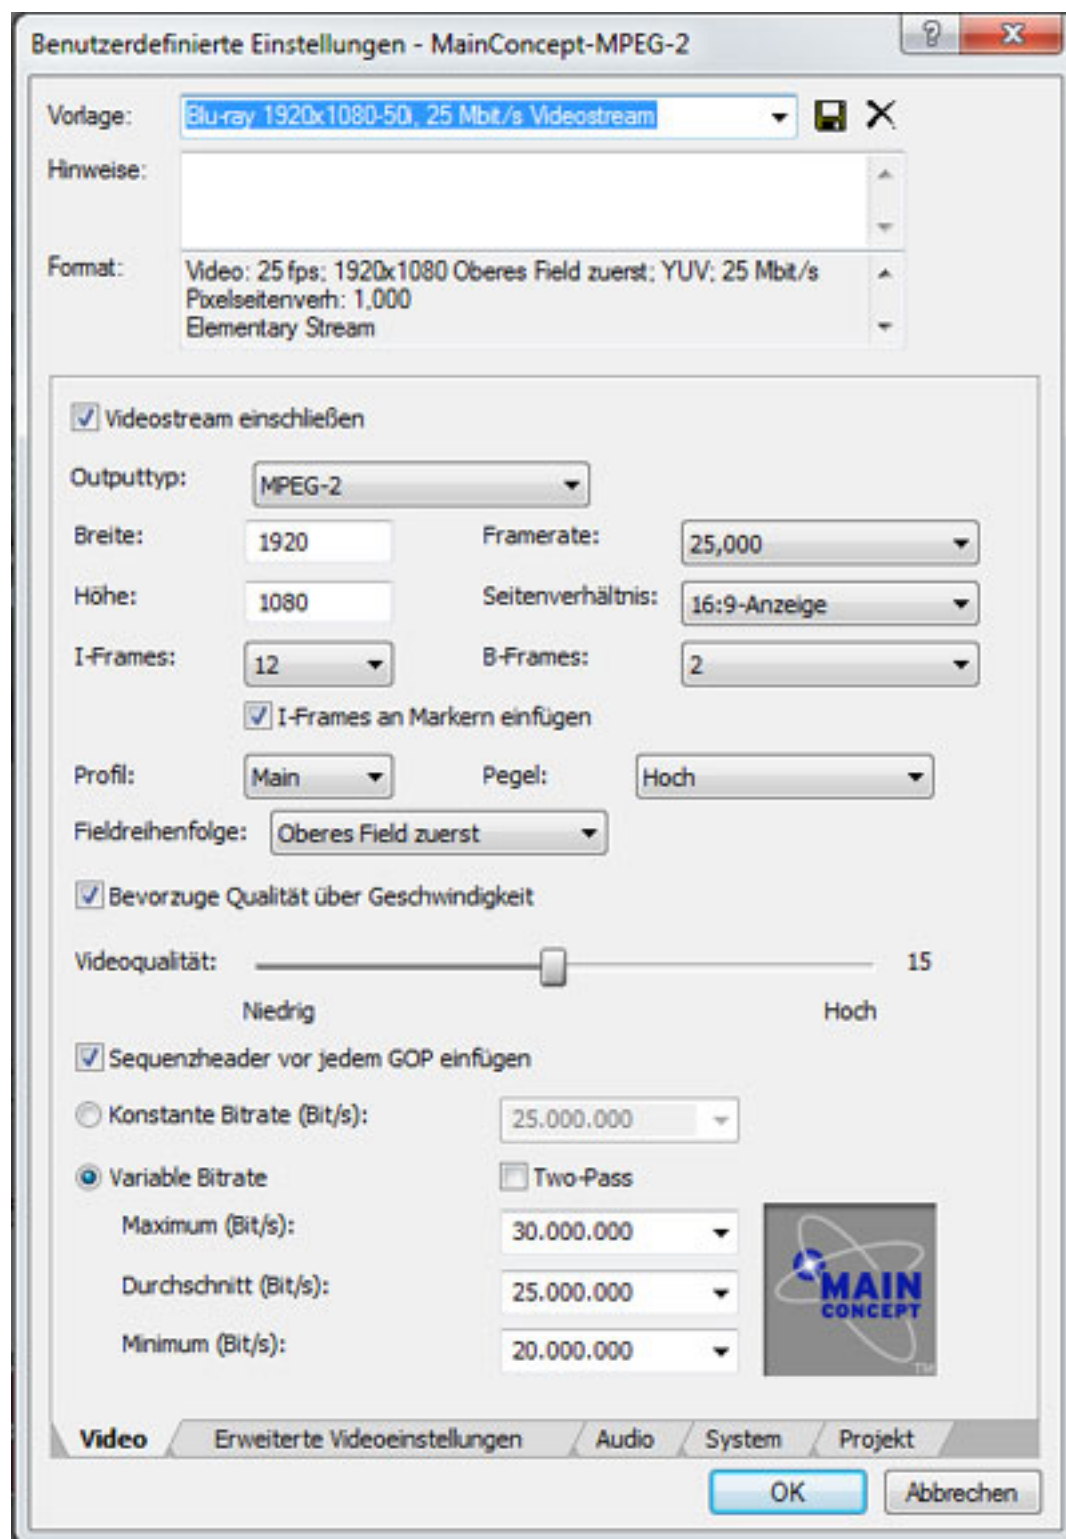 Benutzerdefinierte Einstellungen - MainConcept-MPEG-2
Vorlage: Blu-ray 1920x1080-50i, 25 Mbit/s Videostream
Hinweise:
Format: Video: 25 fps; 1920x1080 Oberes Field zuerst; YUV; 25 Mbit/s
Pixelseitenverh: 1,000
Elementary Stream
Videostream einschließen
Outputtyp: MPEG-2
Breite: 1920 Framerate: 25,000
Höhe: 1080 Seitenverhältnis: 16:9-Anzeige
I-Frames: 12 B-Frames: 2
I-Frames an Markern einfügen
Profil: Main Pegel: Hoch
Fieldreihenfolge: Oberes Field zuerst
Bevorzuge Qualität über Geschwindigkeit
Videoqualität: 15
Niedrig Hoch
Sequenzheader vor jedem GOP einfügen
Konstante Bitrate (Bit/s): 25.000.000
Variable Bitrate Two-Pass
Maximum (Bit/s): 30.000.000
Durchschnitt (Bit/s): 25.000.000
Minimum (Bit/s): 20.000.000
MAIN
CONCEPT
TM
Video Erweiterte Videoeinstellungen Audio System Projekt
OK Abbrechen